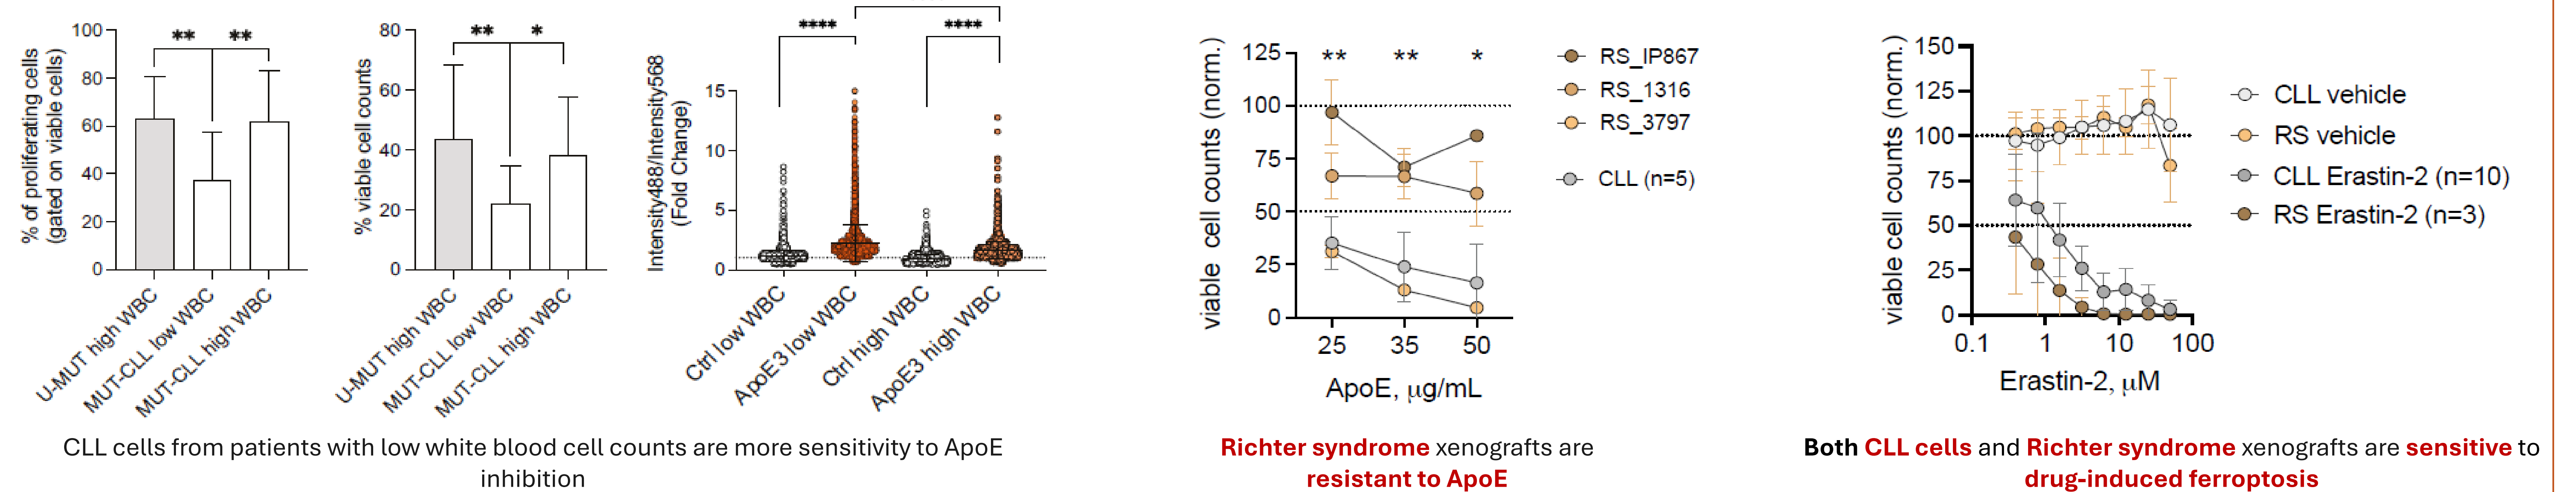 % of proliferating cells
(gated on viable cells)
100
80
60
40
20
0
** **
U-MUT high WBC
MUT-CLL low WBC
MUT-CLL high WBC
% viable cell counts
80
60
40
20
0
** *
U-MUT high WBC
MUT-CLL low WBC
MUT-CLL high WBC
Intensity488/Intensity568
(Fold Change)
15
10
5
0
**** ****
Ctrl low WBC
ApoE3 low WBC
Ctrl high WBC
ApoE3 high WBC
CLL cells from patients with low white blood cell counts are more sensitivity to ApoE
inhibition
viable cell counts (norm.)
125
100
75
50
25
0
** ** *
25 35 50
ApoE, µg/mL
RS_IP867
RS_1316
RS_3797
CLL (n=5)
Richter syndrome xenografts are
resistant to ApoE
viable cell counts (norm.)
150
125
100
75
50
25
0
0.1 1 10 100
Erastin-2, µM
CLL vehicle
RS vehicle
CLL Erastin-2 (n=10)
RS Erastin-2 (n=3)
Both CLL cells and Richter syndrome xenografts are sensitive to
drug-induced ferroptosis